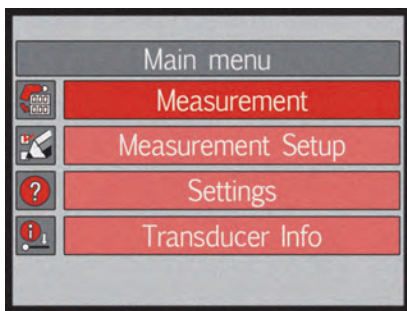 Main menu
Measurement
Measurement Setup
?
Settings
Transducer Info